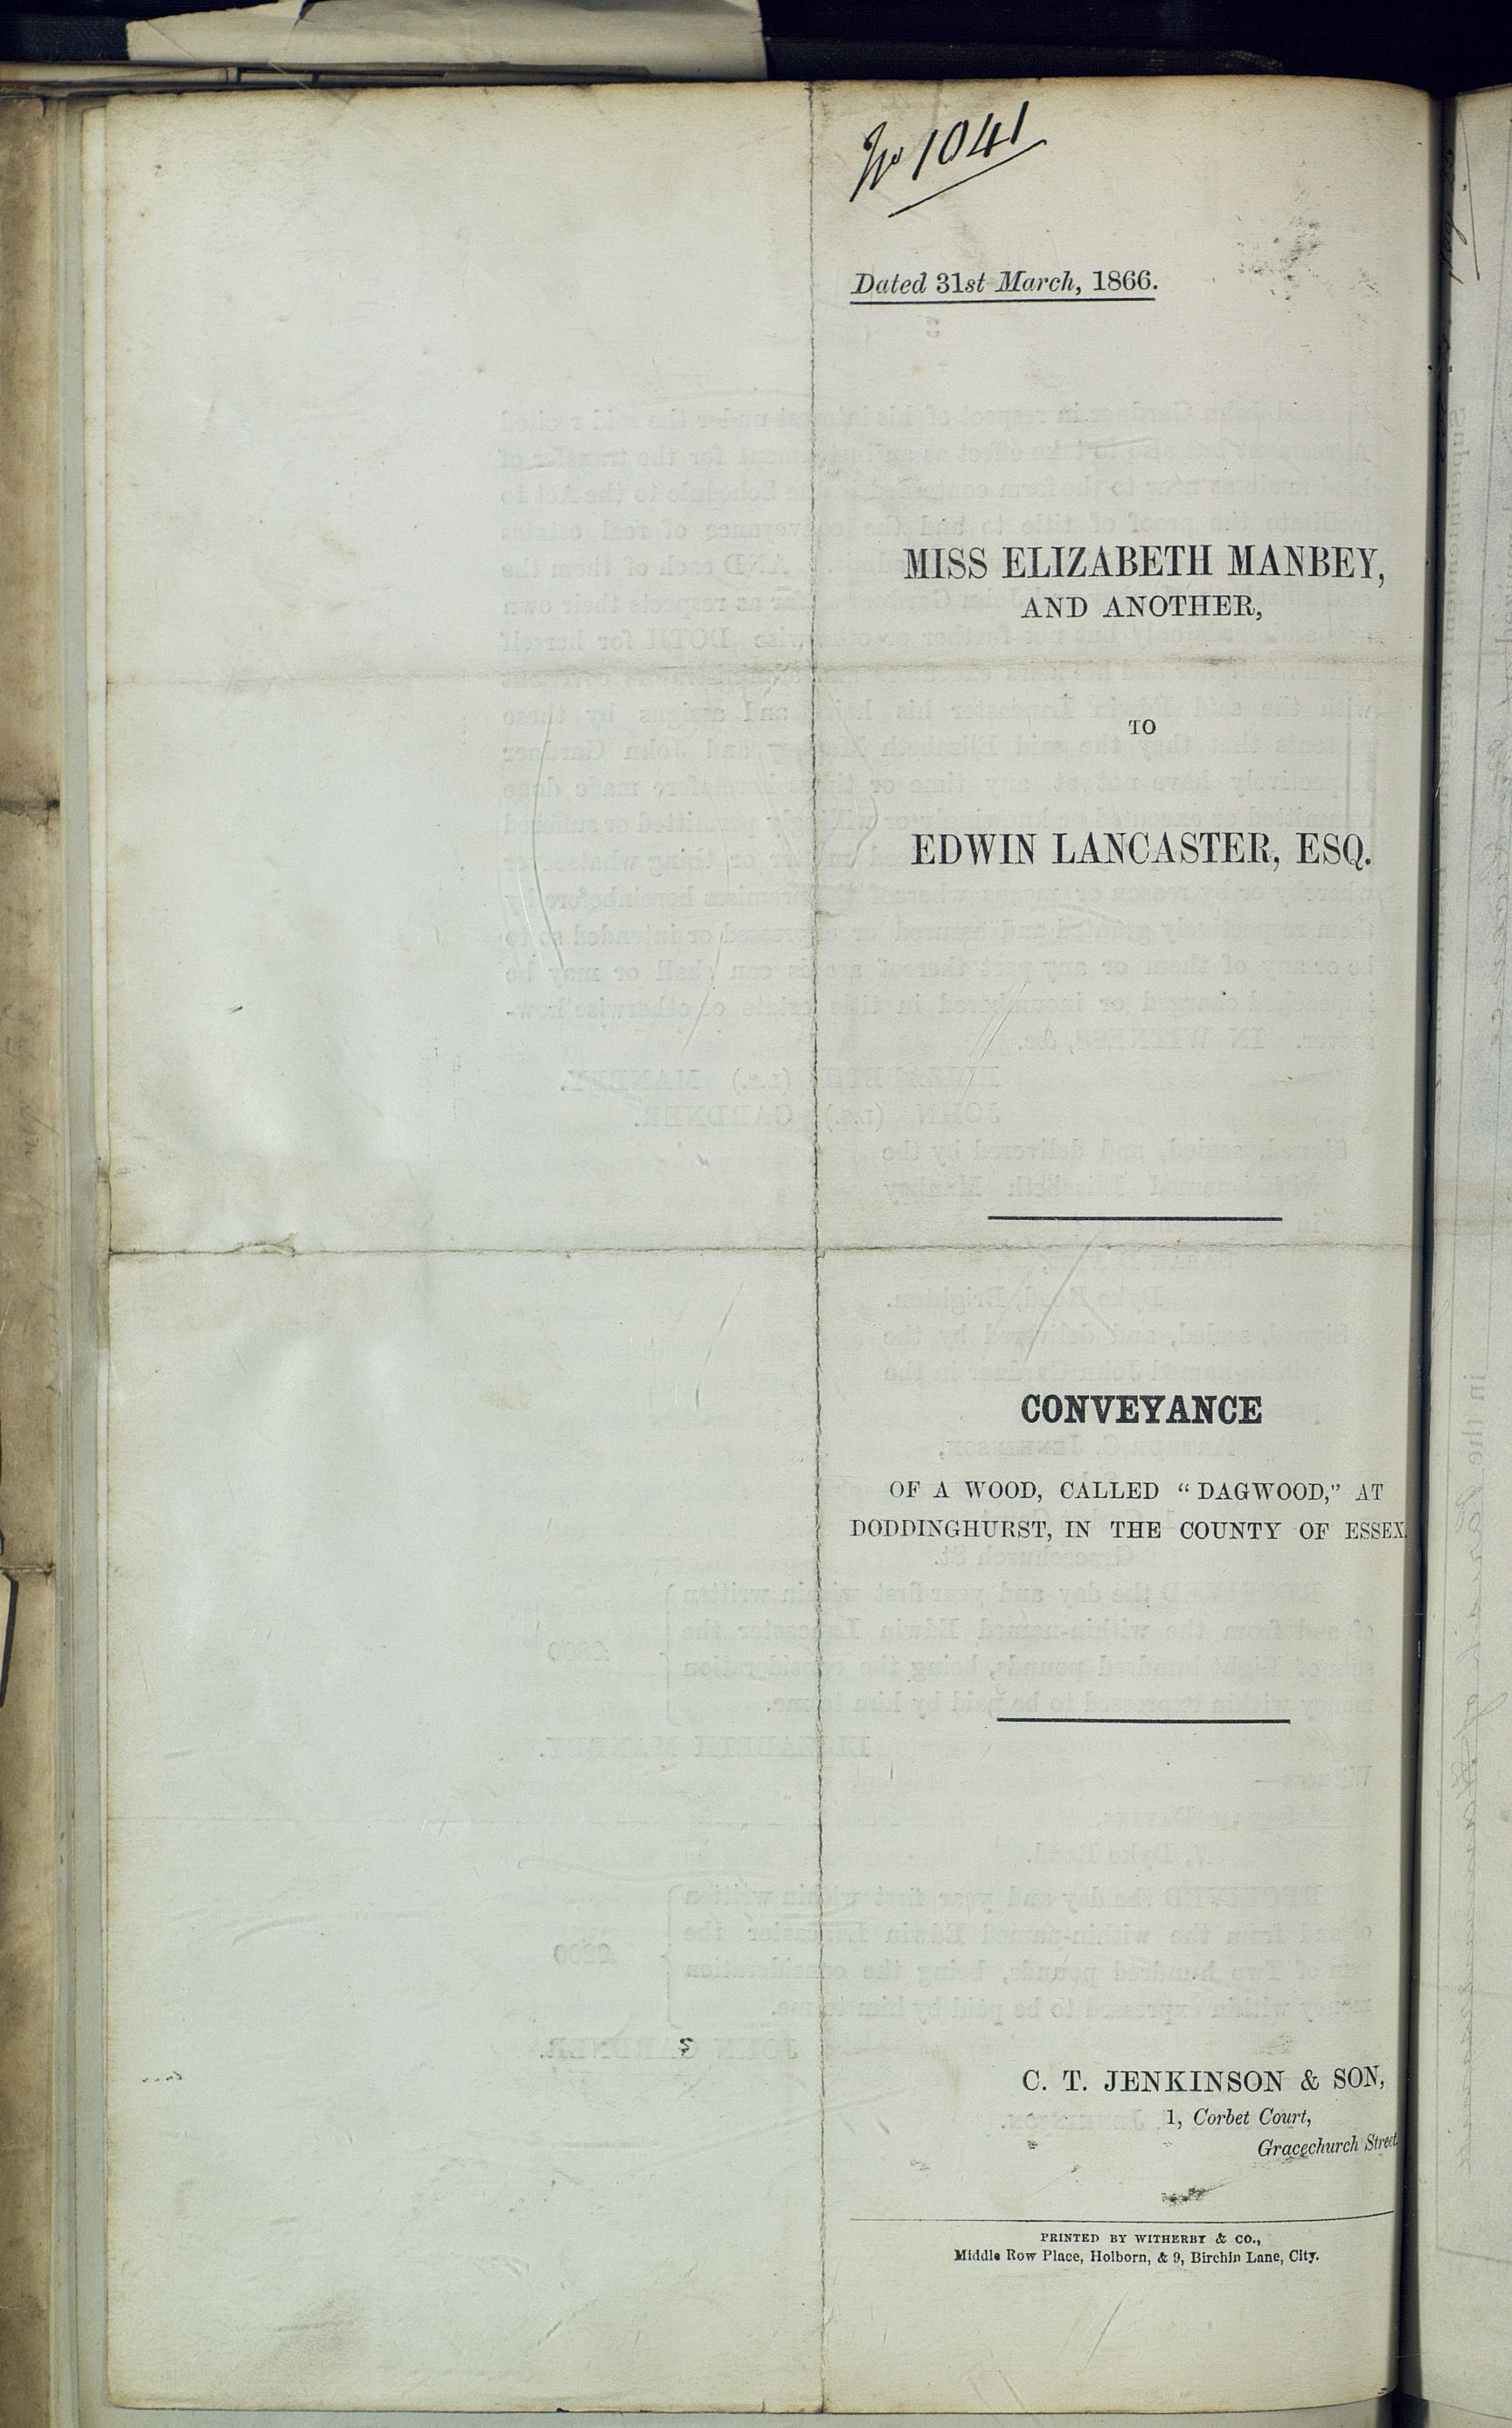 No 1041
Dated 31st March, 1866.
MISS ELIZABETH MANBEY,
AND ANOTHER,
TO
EDWIN LANCASTER, ESQ.
CONVEYANCE
OF A WOOD, CALLED “DAGWOOD,” AT
DODDINGHURST, IN THE COUNTY OF ESSEX.
C. T. JENKINSON & SON,
1, Corbet Court,
Gracechurch Street
PRINTED BY WITHERBY & CO.,
Middle Row Place, Holborn, & 9, Birchin Lane, City.